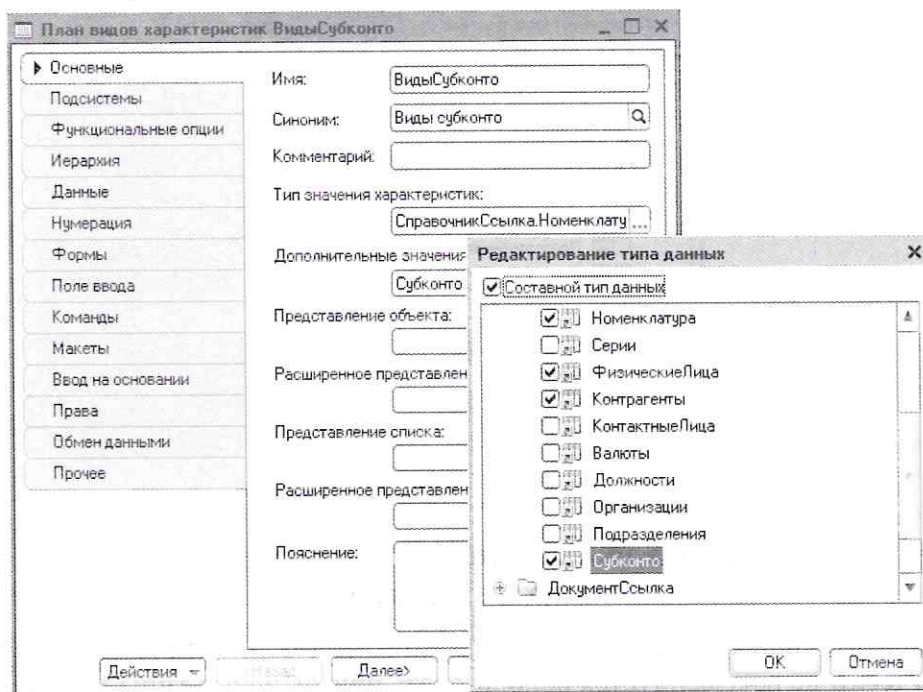 План видов характеристик ВидыСубконто
Основные
Подсистемы
Функциональные опции
Иерархия
Данные
Нумерация
Формы
Поле ввода
Команды
Макеты
Ввод на основании
Права
Обмен данными
Прочее
Имя:
ВидыСубконто
Синоним:
Виды субконто
Комментарий:
Тип значения характеристик:
СправочникСсылка.Номенклату ...
Дополнительные значения
Субконто
Представление объекта:
Расширенное представлен
Представление списка:
Расширенное представлен
Пояснение:
Действия
<Назад
Далее>
Редактирование типа данных
Составной тип данных
Номенклатура
Серии
ФизическиеЛица
Контрагенты
КонтактныеЛица
Валюты
Должности
Организации
Подразделения
Субконто
ДокументСсылка
OK
Отмена